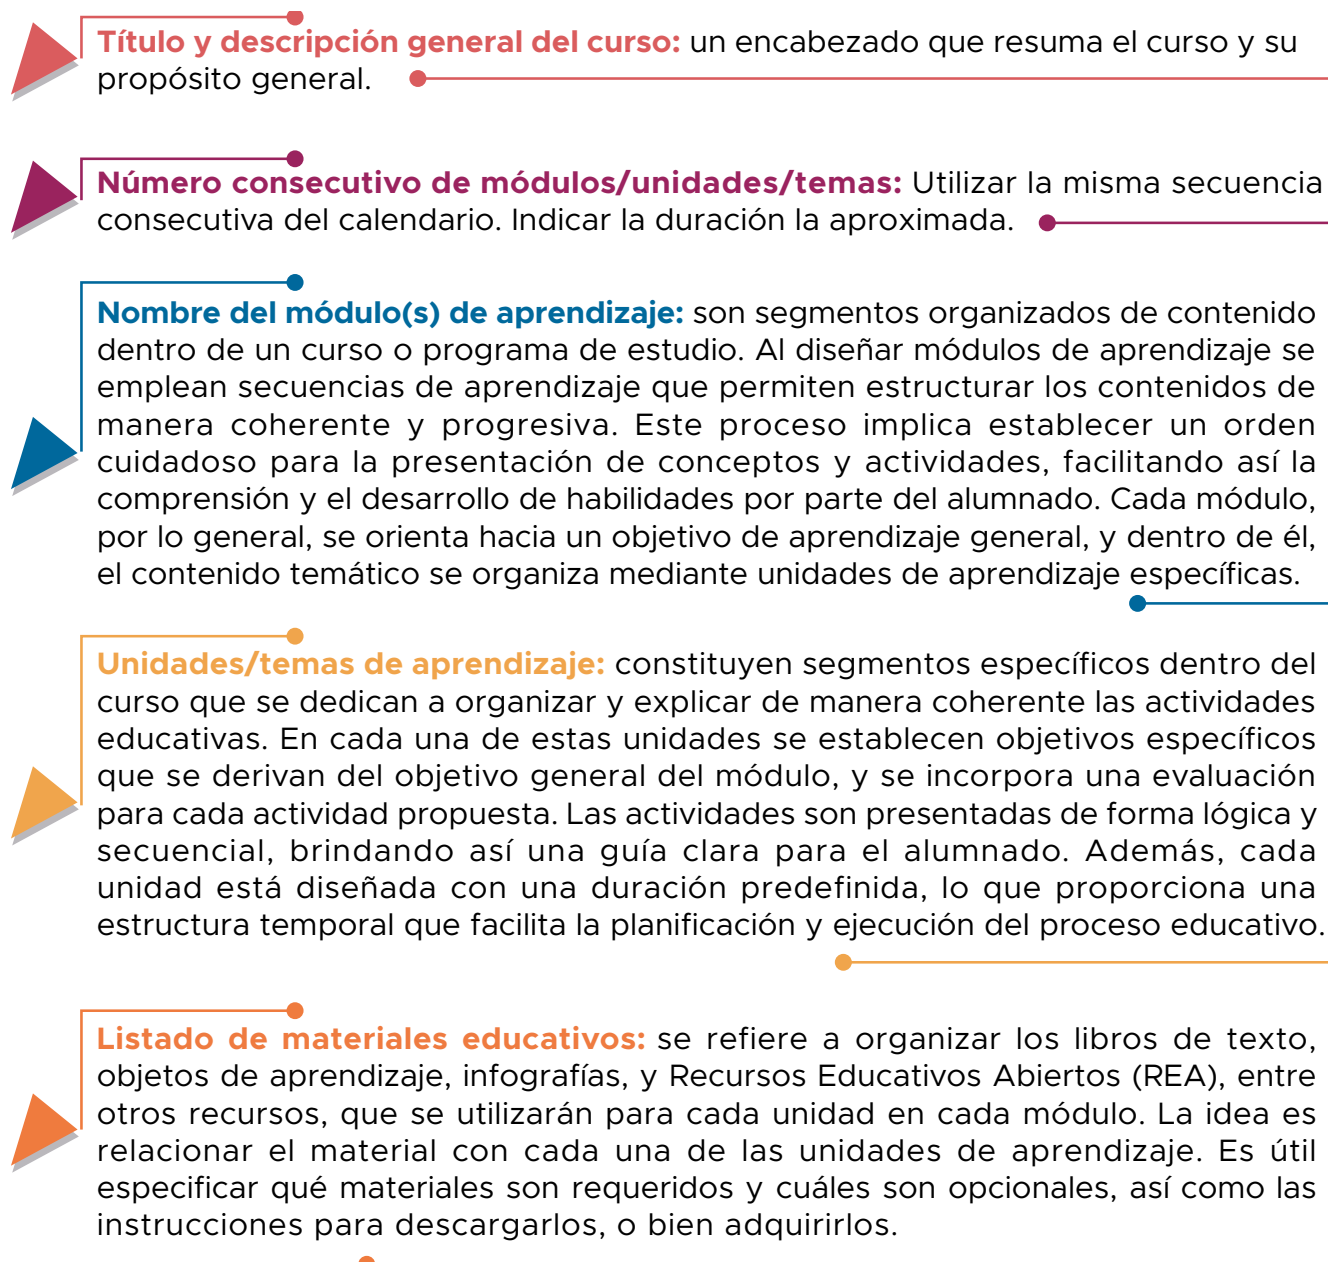 Título y descripción general del curso: un encabezado que resuma el curso y su
propósito general.
Número consecutivo de módulos/unidades/temas: Utilizar la misma secuencia
consecutiva del calendario. Indicar la duración la aproximada.
Nombre del módulo(s) de aprendizaje: son segmentos organizados de contenido
dentro de un curso o programa de estudio. Al diseñar módulos de aprendizaje se
emplean secuencias de aprendizaje que permiten estructurar los contenidos de
manera coherente y progresiva. Este proceso implica establecer un orden
cuidadoso para la presentación de conceptos y actividades, facilitando así la
comprensión y el desarrollo de habilidades por parte del alumnado. Cada módulo,
por lo general, se orienta hacia un objetivo de aprendizaje general, y dentro de él,
el contenido temático se organiza mediante unidades de aprendizaje específicas.
Unidades/temas de aprendizaje: constituyen segmentos específicos dentro del
curso que se dedican a organizar y explicar de manera coherente las actividades
educativas. En cada una de estas unidades se establecen objetivos específicos
que se derivan del objetivo general del módulo, y se incorpora una evaluación
para cada actividad propuesta. Las actividades son presentadas de forma lógica y
secuencial, brindando así una guía clara para el alumnado. Además, cada
unidad está diseñada con una duración predefinida, lo que proporciona una
estructura temporal que facilita la planificación y ejecución del proceso educativo.
Listado de materiales educativos: se refiere a organizar los libros de texto,
objetos de aprendizaje, infografías, y Recursos Educativos Abiertos (REA), entre
otros recursos, que se utilizarán para cada unidad en cada módulo. La idea es
relacionar el material con cada una de las unidades de aprendizaje. Es útil
especificar qué materiales son requeridos y cuáles son opcionales, así como las
instrucciones para descargarlos, o bien adquirirlos.